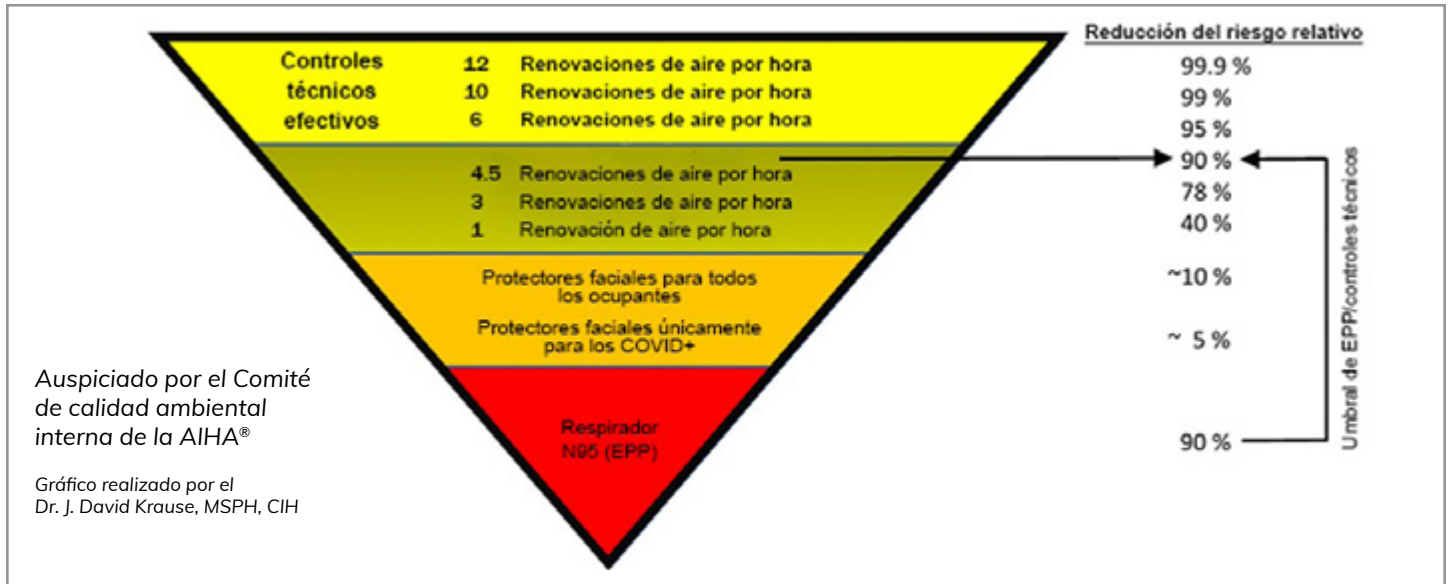 Reducción del riesgo relativo
Controles
técnicos
efectivos
12 Renovaciones de aire por hora
99.9 %
10 Renovaciones de aire por hora
99 %
6 Renovaciones de aire por hora
95 %
90 %
4.5 Renovaciones de aire por hora
78 %
3 Renovaciones de aire por hora
40 %
1 Renovación de aire por hora
Protectores faciales para todos
los ocupantes
~10 %
Protectores faciales únicamente
para los COVID+
~ 5 %
Respirador
N95 (EPP)
90 %
Umbral de EPP/controles técnicos
Auspiciado por el Comité
de calidad ambiental
interna de la AIHA®
Gráfico realizado por el
Dr. J. David Krause, MSPH, CIH